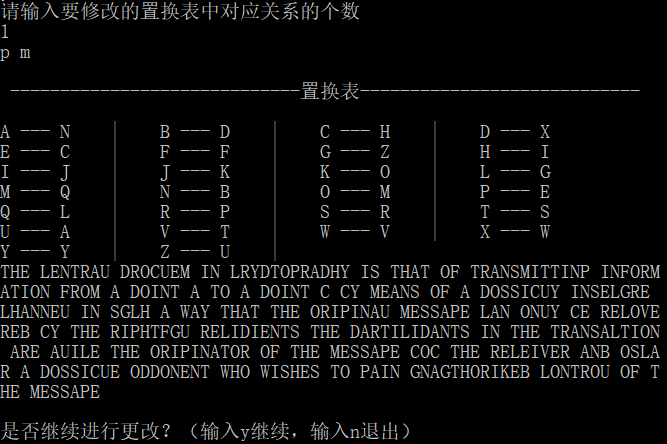 请输入要修改的置换表中对应关系的个数
1
p m
-----------------------------置换表----------------------------
A --- N | B --- D | C --- H | D --- X
E --- C | F --- F | G --- Z | H --- I
I --- J | J --- K | K --- O | L --- G
M --- Q | N --- B | O --- M | P --- E
Q --- L | R --- P | S --- R | T --- S
U --- A | V --- T | W --- V | X --- W
Y --- Y | Z --- U
THE LENTRAU DROCUEM IN LRYDTOPRADHY IS THAT OF TRANSMITTINP INFORM
ATION FROM A DOINT A TO A DOINT C CY MEANS OF A DOSSICUY INSELGRE
LHANNEU IN SGLH A WAY THAT THE ORIPINAU MESSAPE LAN ONUY CE RELOVE
REB CY THE RIPHTFGU RELIDIENTS THE DARTILIDANTS IN THE TRANSALTION
ARE AUILE THE ORIPINATOR OF THE MESSAPE COC THE RELEIVER ANB OSLA
R A DOSSICUE ODDONENT WHO WISHES TO PAIN GNAGTHORIKEB LONTROU OF T
HE MESSAPE
是否继续进行更改？（输入y继续，输入n退出）